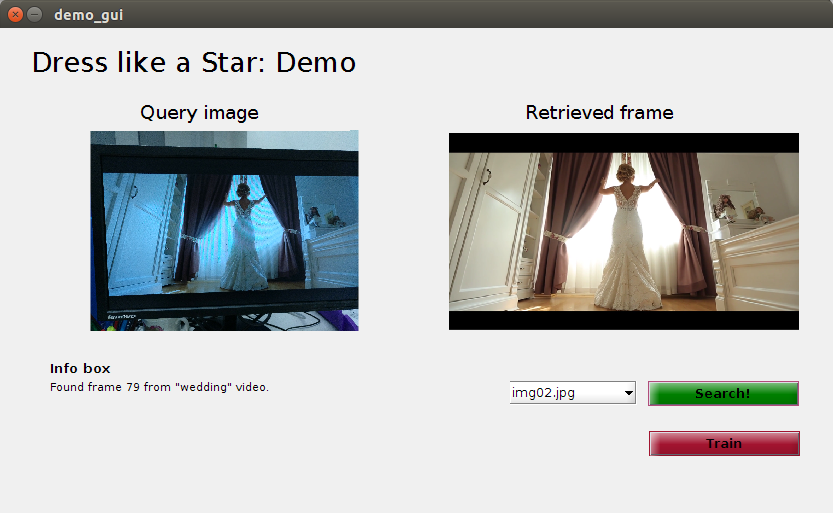 demo_gui
Dress like a Star: Demo
Query image
Retrieved frame
Info box
Found frame 79 from "wedding" video.
img02.jpg
Search!
Train